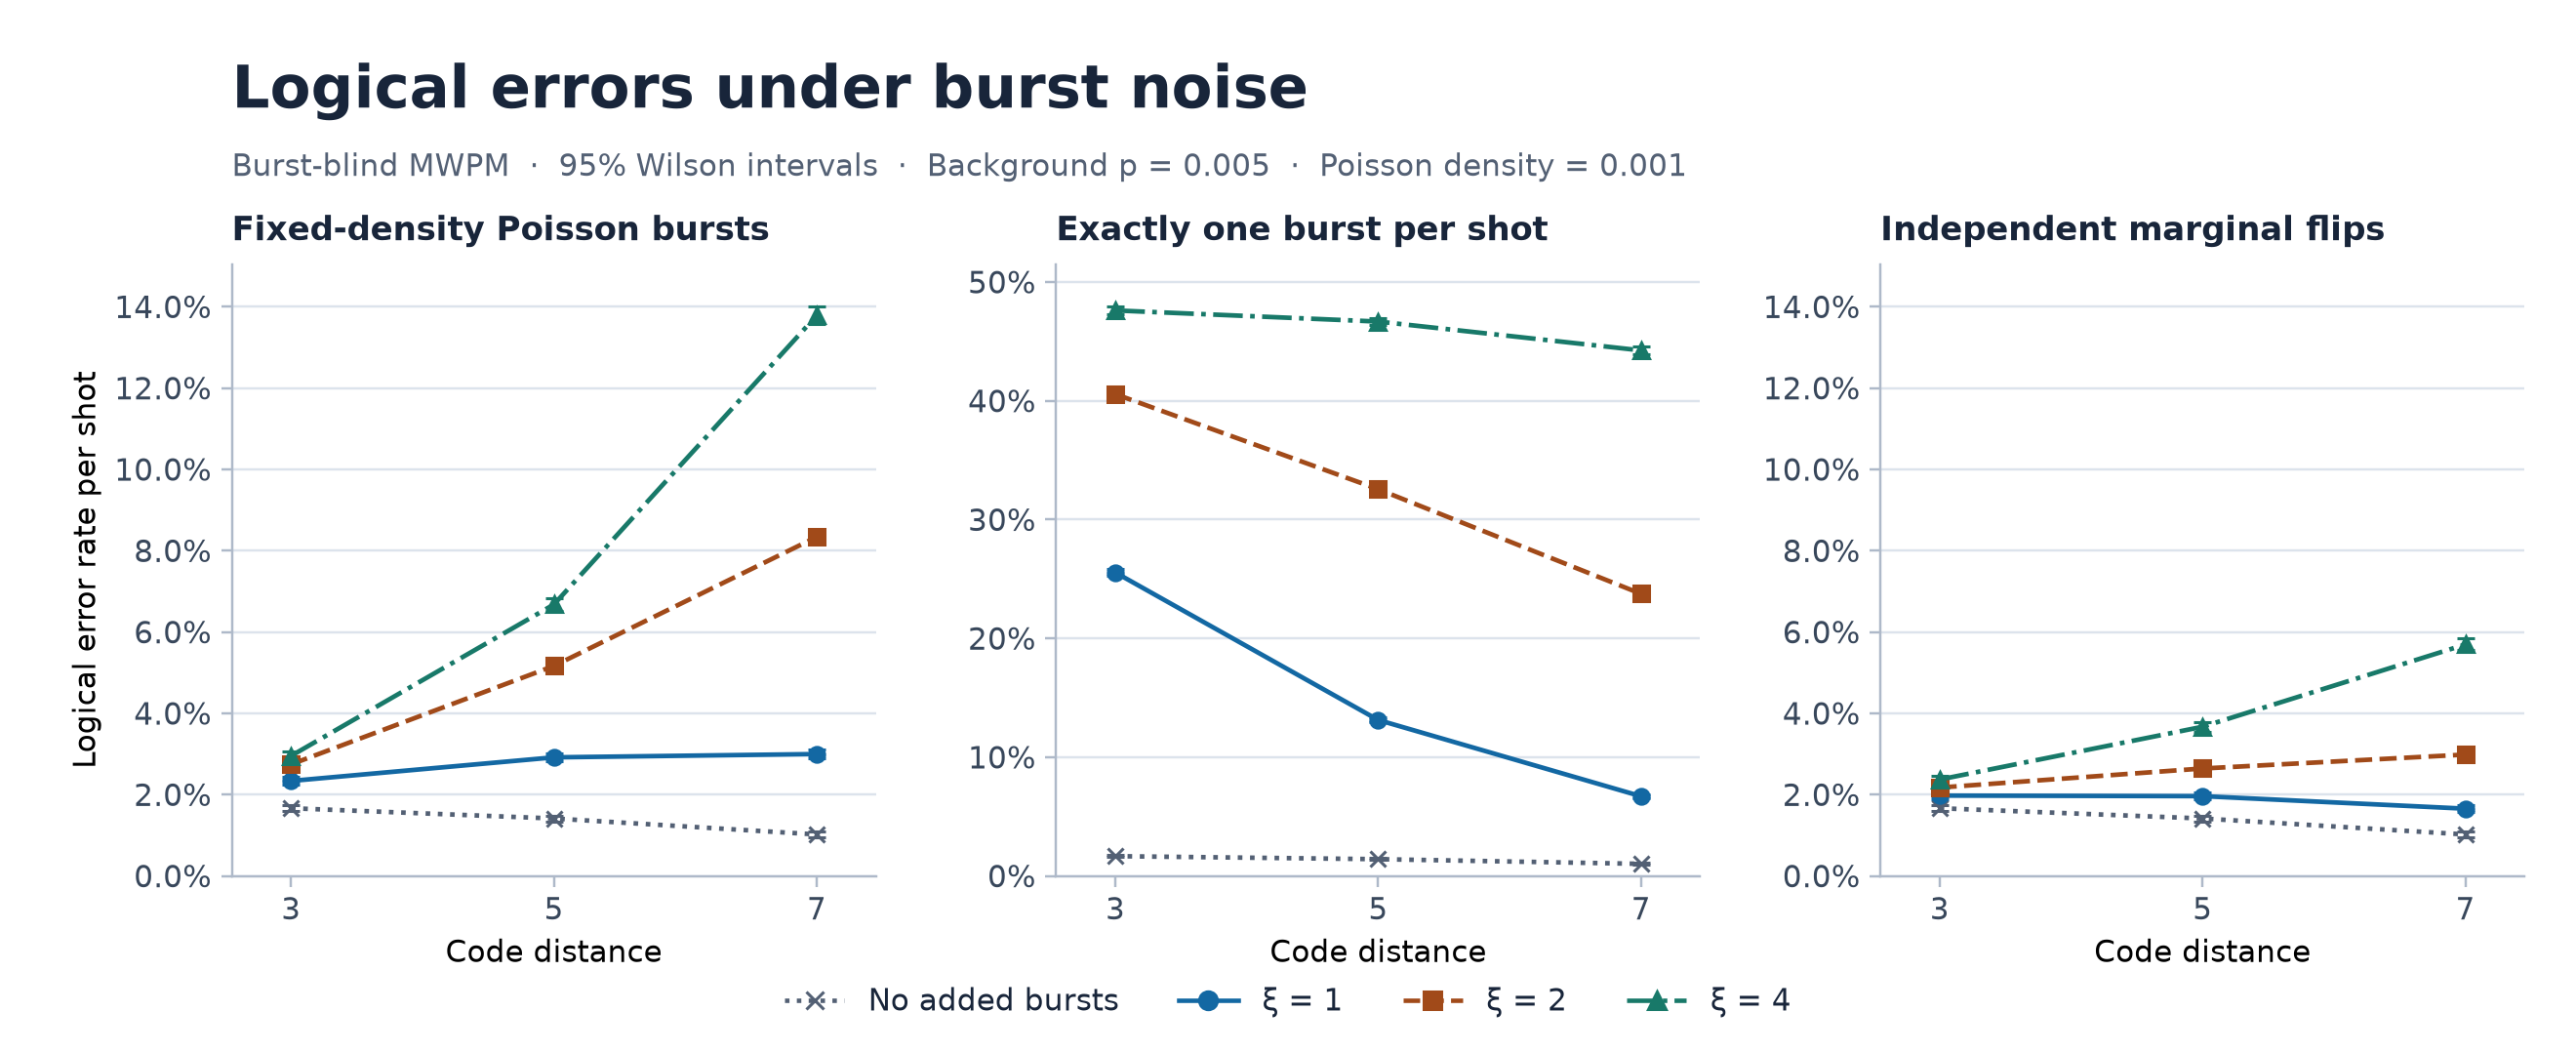 Logical errors under burst noise
Burst-blind MWPM · 95% Wilson intervals · Background p = 0.005 · Poisson density = 0.001
Fixed-density Poisson bursts
Logical error rate per shot
14.0%
12.0%
10.0%
8.0%
6.0%
4.0%
2.0%
0.0%
3 5 7
Code distance
Exactly one burst per shot
50%
40%
30%
20%
10%
0%
3 5 7
Code distance
Independent marginal flips
14.0%
12.0%
10.0%
8.0%
6.0%
4.0%
2.0%
0.0%
3 5 7
Code distance
No added bursts ξ = 1 ξ = 2 ξ = 4